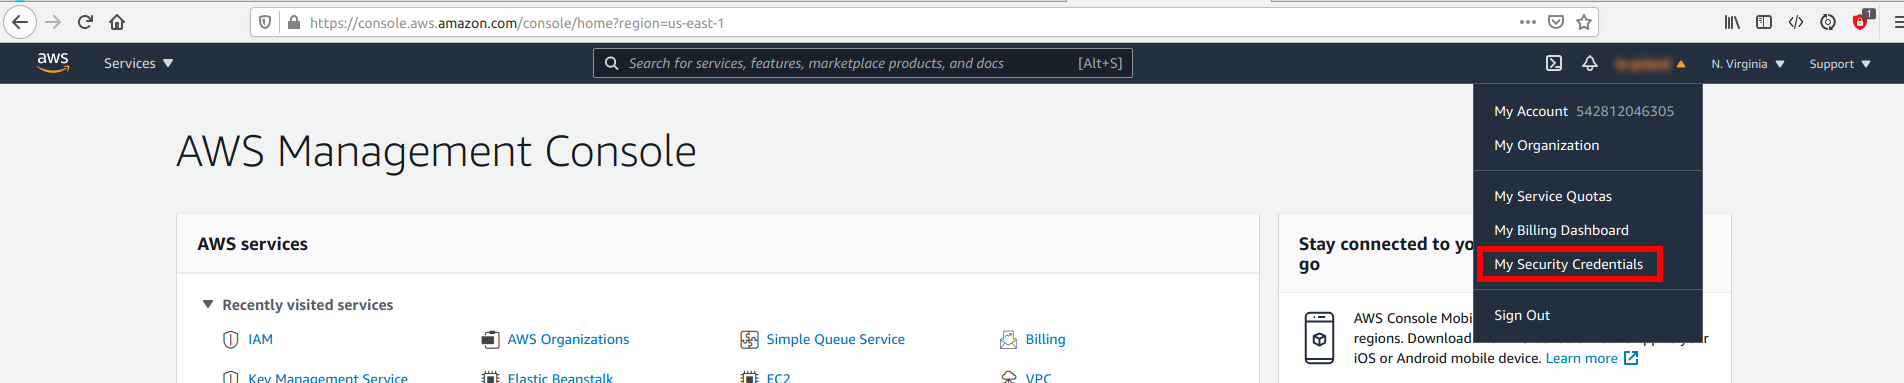 https://console.aws.amazon.com/console/home?region=us-east-1
1
aws
Services
Search for services, features, marketplace products, and docs [Alt+S]
N. Virginia
Support
My Account 542812046305
My Organization
My Service Quotas
My Billing Dashboard
My Security Credentials
Sign Out
AWS Management Console
AWS services
Recently visited services
IAM
AWS Organizations
Simple Queue Service
Billing
Key Management Service
Elastic Beanstalk
EC2
VPC
Stay connected to yo
go
AWS Console Mobi
regions. Download
iOS or Android mobile device. Learn more